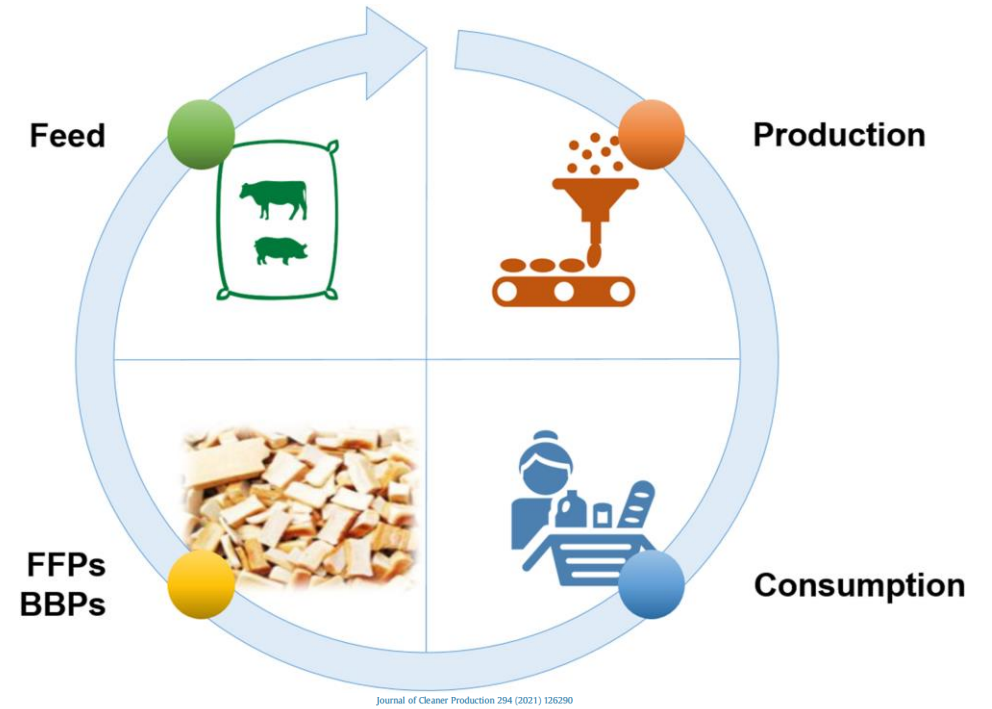 Feed
Production
FFPs
BBPs
Consumption
Journal of Cleaner Production 294 (2021) 126290